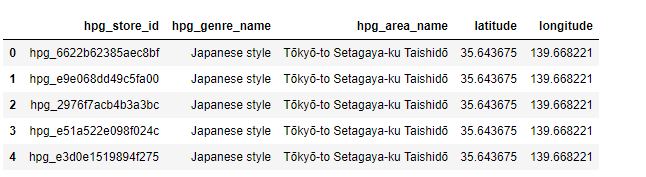 hpg_store_id hpg_genre_name hpg_area_name latitude longitude
0 hpg_6622b62385aec8bf Japanese style Tōkyō-to Setagaya-ku Taishidō 35.643675 139.668221
1 hpg_e9e068dd49c5fa00 Japanese style Tōkyō-to Setagaya-ku Taishidō 35.643675 139.668221
2 hpg_2976f7acb4b3a3bc Japanese style Tōkyō-to Setagaya-ku Taishidō 35.643675 139.668221
3 hpg_e51a522e098f024c Japanese style Tōkyō-to Setagaya-ku Taishidō 35.643675 139.668221
4 hpg_e3d0e1519894f275 Japanese style Tōkyō-to Setagaya-ku Taishidō 35.643675 139.668221